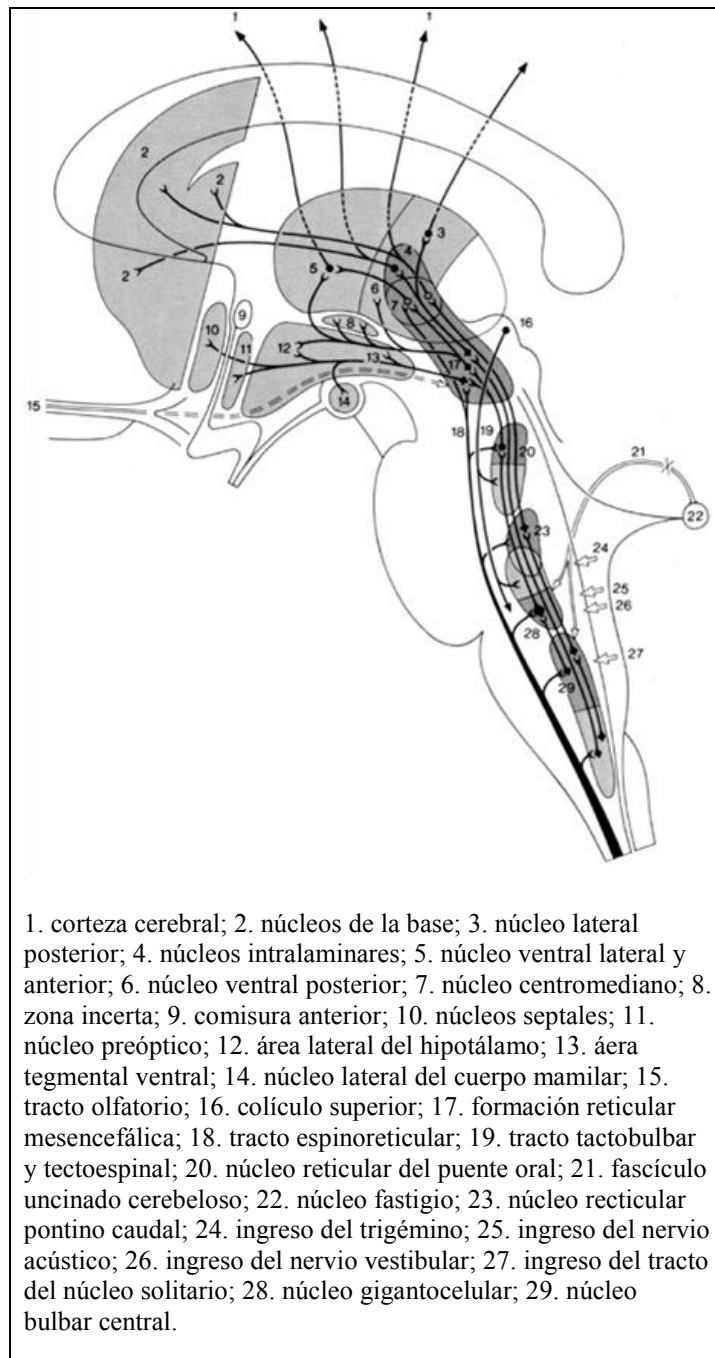 1
1
2
2
3
4
2
5
6
7
8
9
10
11
12
13
14
15
16
17
18
19
20
21
22
23
24
25
26
27
28
29
1. corteza cerebral; 2. núcleos de la base; 3. núcleo lateral
posterior; 4. núcleos intralaminares; 5. núcleo ventral lateral y
anterior; 6. núcleo ventral posterior; 7. núcleo centromediano; 8.
zona incerta; 9. comisura anterior; 10. núcleos septales; 11.
núcleo preóptico; 12. área lateral del hipotálamo; 13. áera
tegmental ventral; 14. núcleo lateral del cuerpo mamilar; 15.
tracto olfatorio; 16. colículo superior; 17. formación reticular
mesencefálica; 18. tracto espinoreticular; 19. tracto tactobulbar
y tectoespinal; 20. núcleo reticular del puente oral; 21. fascículo
uncinado cerebeloso; 22. núcleo fastigio; 23. núcleo recticular
pontino caudal; 24. ingreso del trigémino; 25. ingreso del nervio
acústico; 26. ingreso del nervio vestibular; 27. ingreso del tracto
del núcleo solitario; 28. núcleo gigantocelular; 29. núcleo
bulbar central.